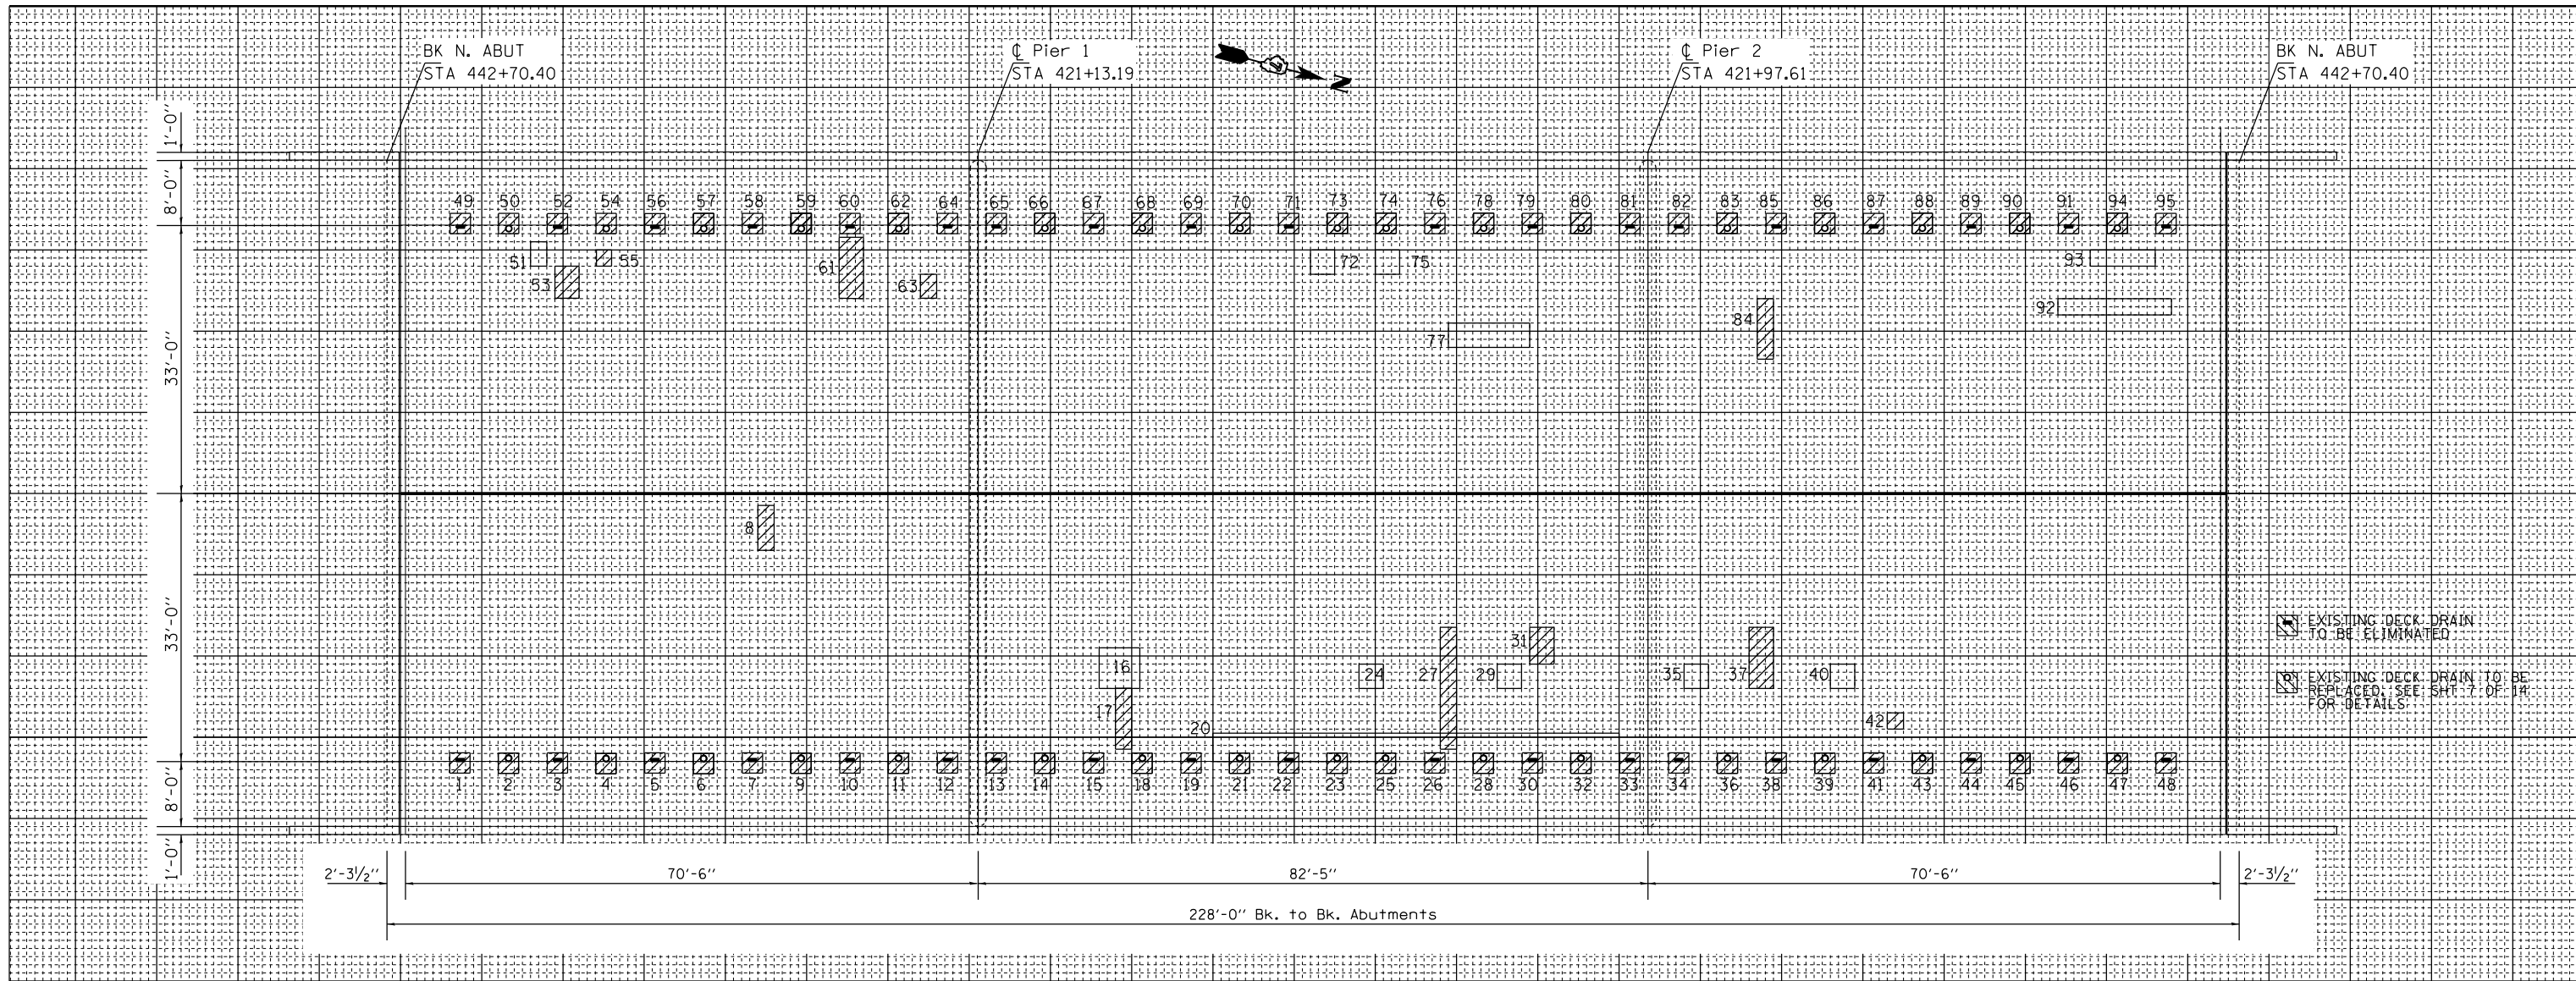 BK N. ABUT
STA 442+70.40
℄ Pier 1
STA 421+13.19
N
℄ Pier 2
STA 421+97.61
BK N. ABUT
STA 442+70.40
1'-0"
8'-0"
33'-0"
33'-0"
8'-0"
1'-0"
49 50 52 54 56 57 58 59 60 62 64 65 66 67 68 69 70 71 73 74 76 78 79 80 81 82 83 85 86 87 88 89 90 91 94 95
51 55 72 75 93
53 61 63
92
84
77
8
31
16 24 27 29 35 37 40
17
42
20
EXISTING DECK DRAIN
TO BE ELIMINATED
EXISTING DECK DRAIN TO BE
REPLACED. SEE SHT 7 OF 14
FOR DETAILS
1 2 3 4 5 6 7 9 10 11 12 13 14 15 18 19 21 22 23 25 26 28 30 32 33 34 36 38 39 41 43 44 45 46 47 48
2'-3½" 70'-6" 82'-5" 70'-6" 2'-3½"
228'-0" Bk. to Bk. Abutments